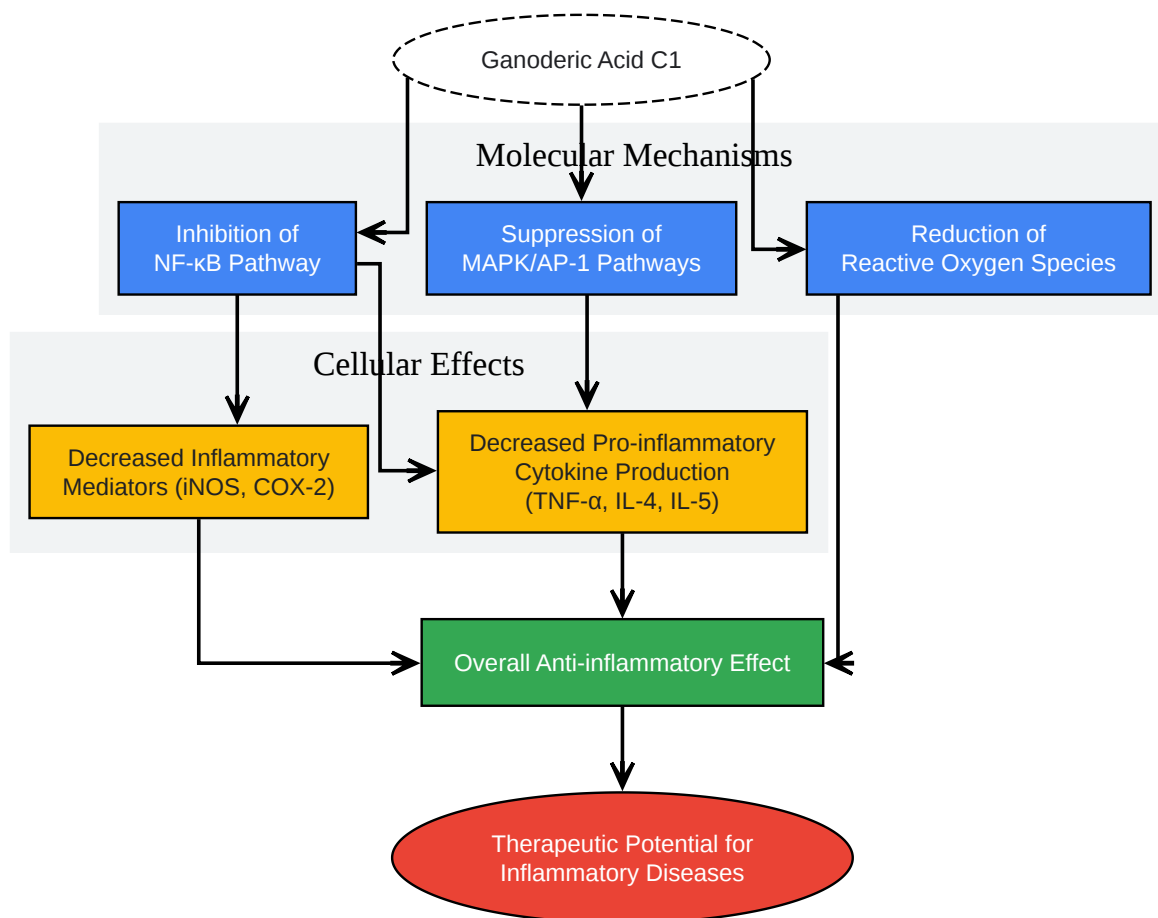 Ganoderic Acid C1
Molecular Mechanisms
Inhibition of
NF-κB Pathway
Suppression of
MAPK/AP-1 Pathways
Reduction of
Reactive Oxygen Species
Cellular Effects
Decreased Inflammatory
Mediators (iNOS, COX-2)
Decreased Pro-inflammatory
Cytokine Production
(TNF-α, IL-4, IL-5)
Overall Anti-inflammatory Effect
Therapeutic Potential for
Inflammatory Diseases